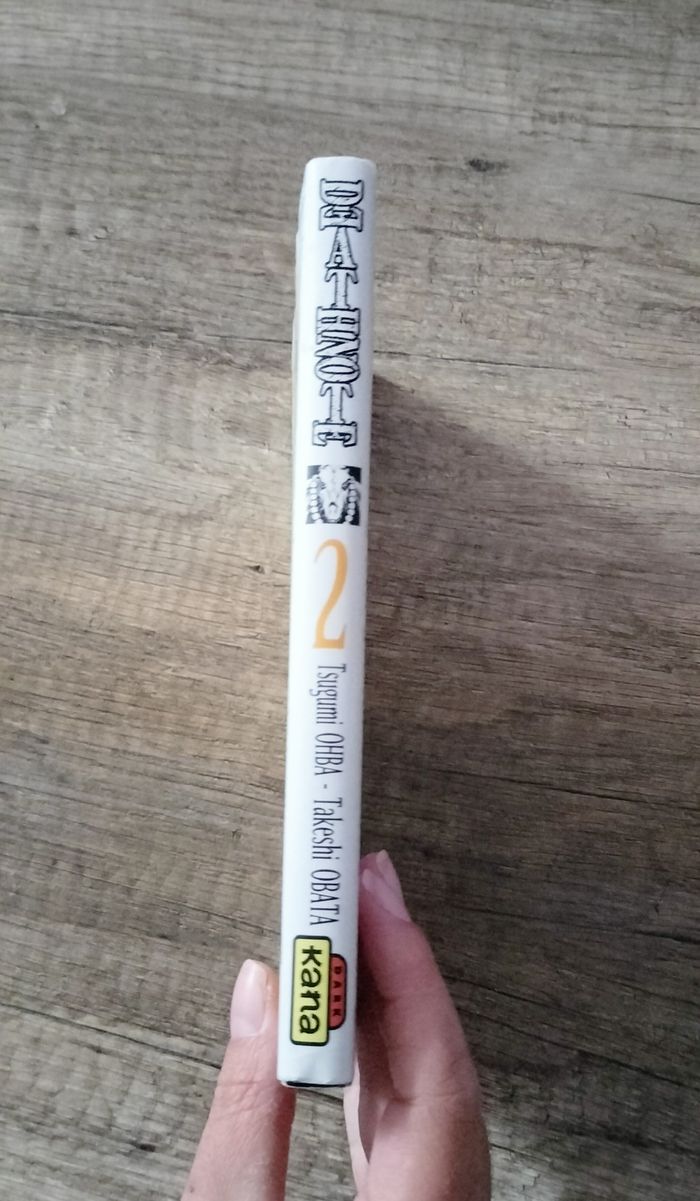 DEATH NOTE
2
Tsugumi OHBA - Takeshi OBATA
DARK
kana